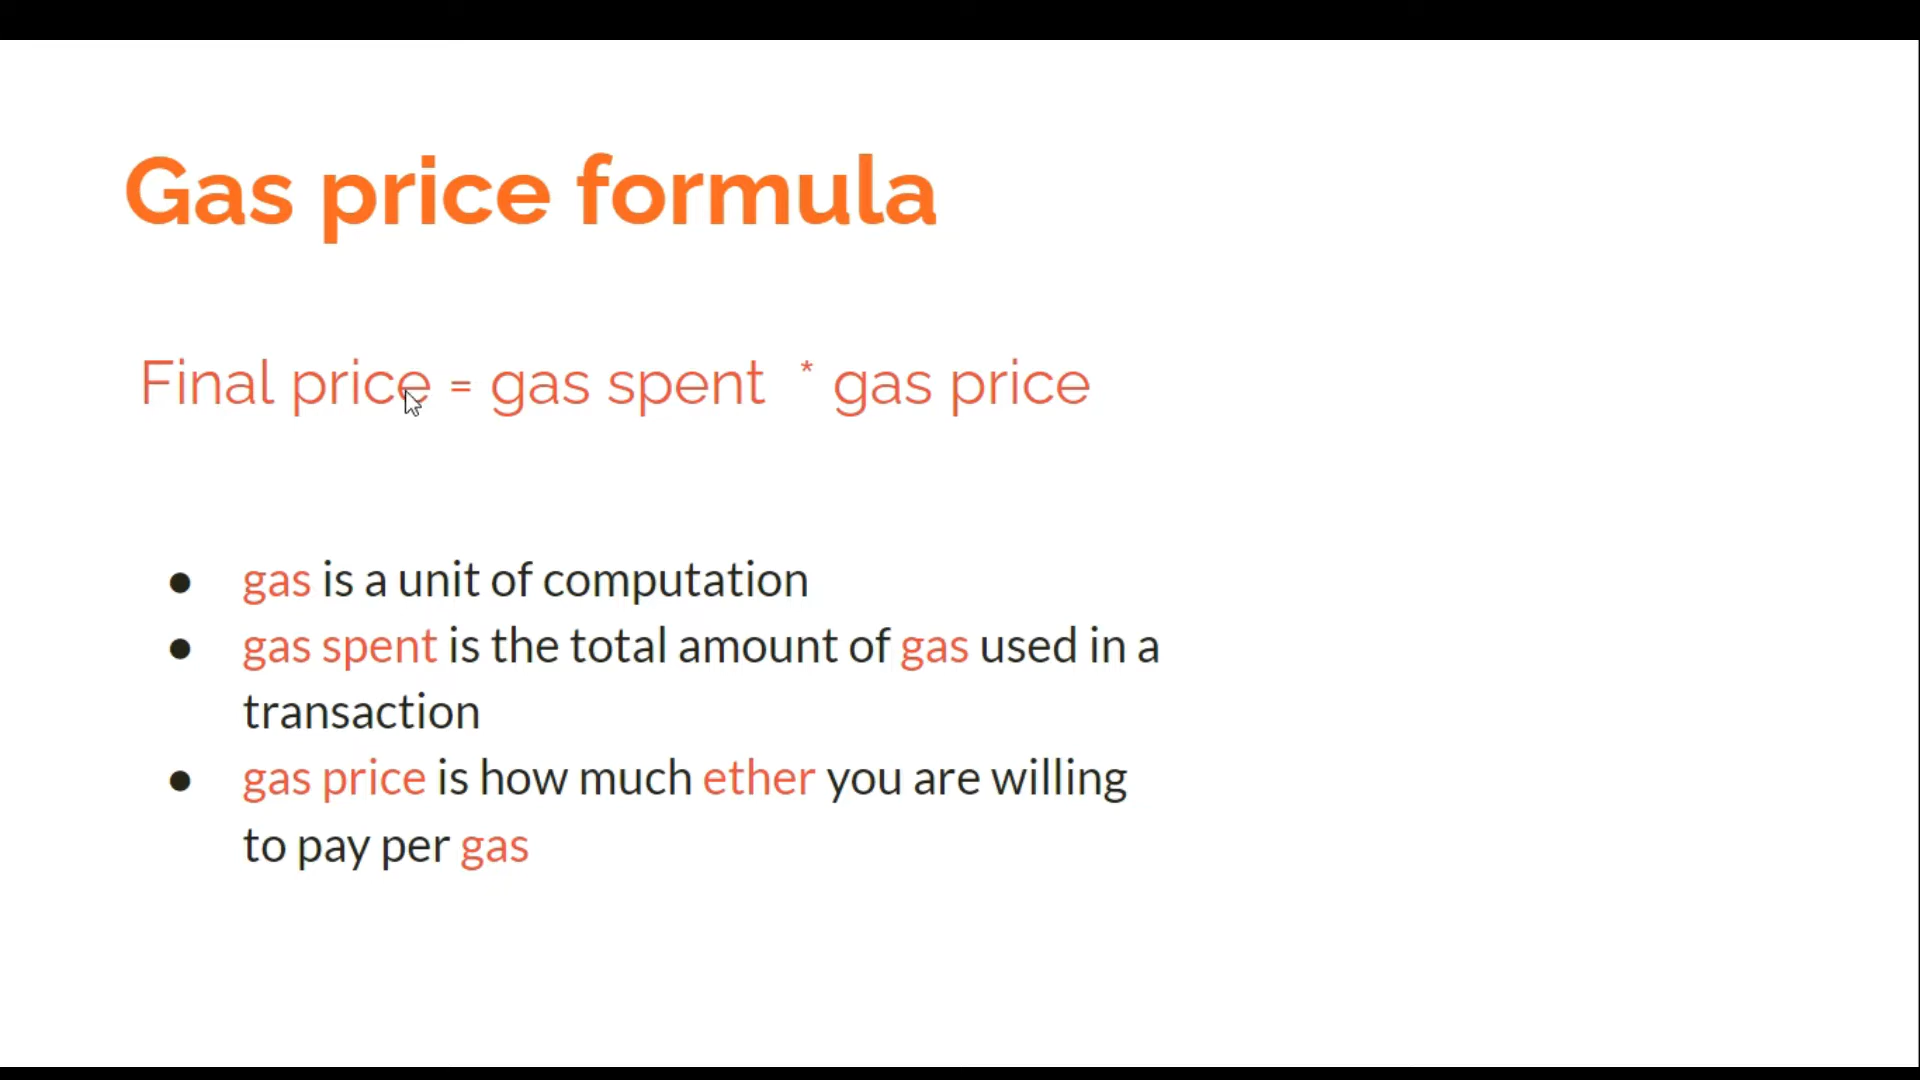 Gas price formula
Final price = gas spent * gas price
● gas is a unit of computation
● gas spent is the total amount of gas used in a
transaction
● gas price is how much ether you are willing
to pay per gas